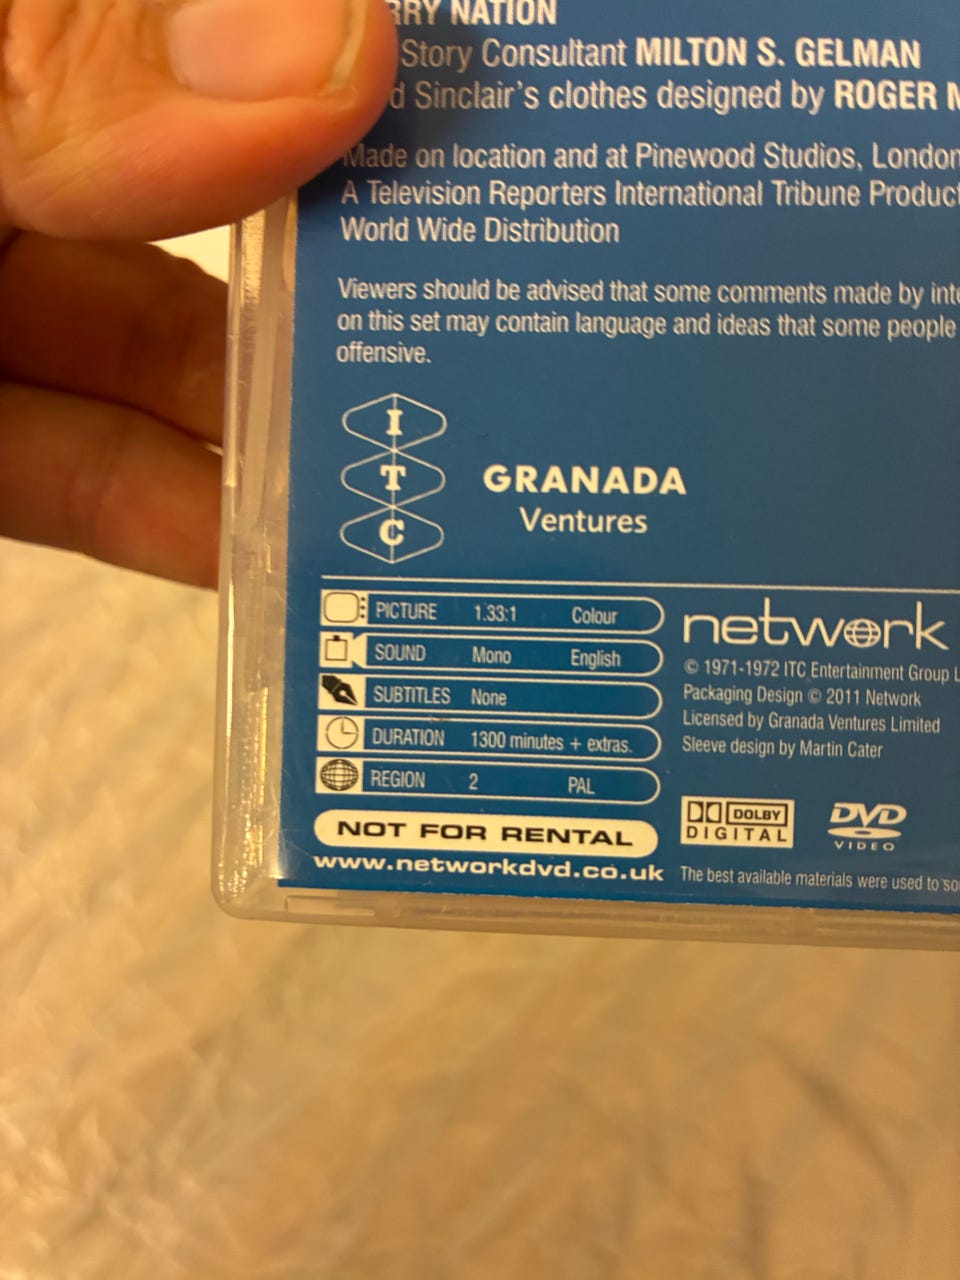 NATION
Story Consultant MILTON S. GELMAN
Sinclair's clothes designed by ROGER
Made on location and at Pinewood Studios, London
A Television Reporters International Tribune
World Wide Distribution
Viewers should be advised that some comments made by
on this set may contain language and ideas that some people
offensive.
I
T
C
GRANADA
Ventures
PICTURE 1.33:1 Colour
SOUND Mono English
SUBTITLES None
DURATION 1300 minutes + extras.
REGION 2 PAL
NOT FOR RENTAL
www.networkdvd.co.uk
network
© 1971-1972 ITC Entertainment Group
Packaging Design © 2011 Network
Licensed by Granada Ventures Limited
Sleeve design by Martin Cater
DOLBY
DIGITAL
DVD
VIDEO
The best available materials were used to